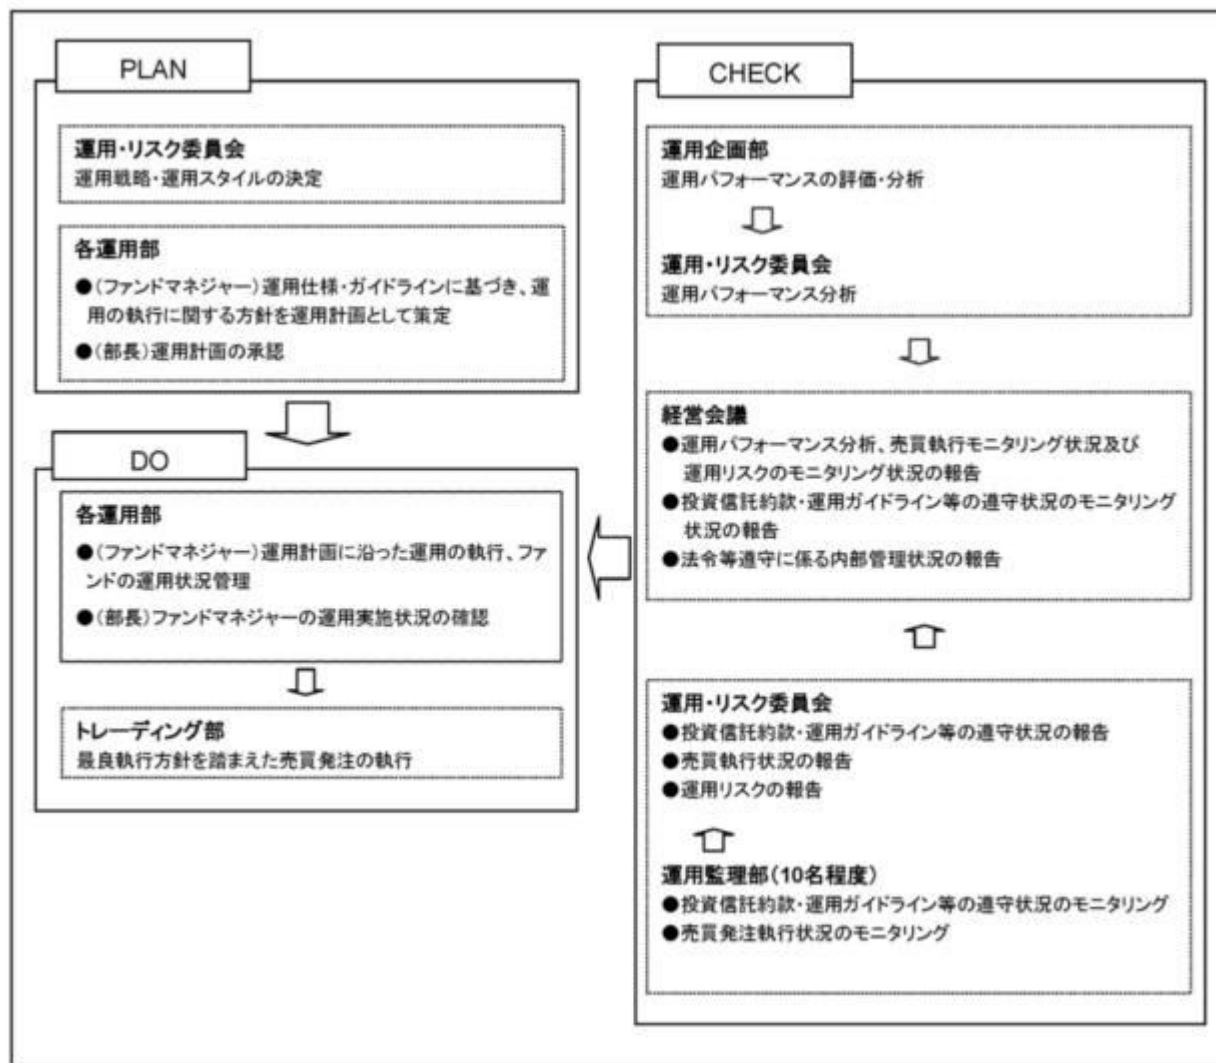 PLAN
運用・リスク委員会
運用戦略・運用スタイルの決定
各運用部
●(ファンドマネジャー)運用仕様・ガイドラインに基づき、運
用の執行に関する方針を運用計画として策定
●(部長)運用計画の承認
DO
各運用部
●(ファンドマネジャー)運用計画に沿った運用の執行、ファ
ンドの運用状況管理
●(部長)ファンドマネジャーの運用実施状況の確認
トレーディング部
最良執行方針を踏まえた売買発注の執行
CHECK
運用企画部
運用パフォーマンスの評価・分析
運用・リスク委員会
運用パフォーマンス分析
経営会議
●運用パフォーマンス分析、売買執行モニタリング状況及び
運用リスクのモニタリング状況の報告
●投資信託約款・運用ガイドライン等の遵守状況のモニタリング
状況の報告
●法令等遵守に係る内部管理状況の報告
運用・リスク委員会
●投資信託約款・運用ガイドライン等の遵守状況の報告
●売買執行状況の報告
●運用リスクの報告
運用監理部(10名程度)
●投資信託約款・運用ガイドライン等の遵守状況のモニタリング
●売買発注執行状況のモニタリング